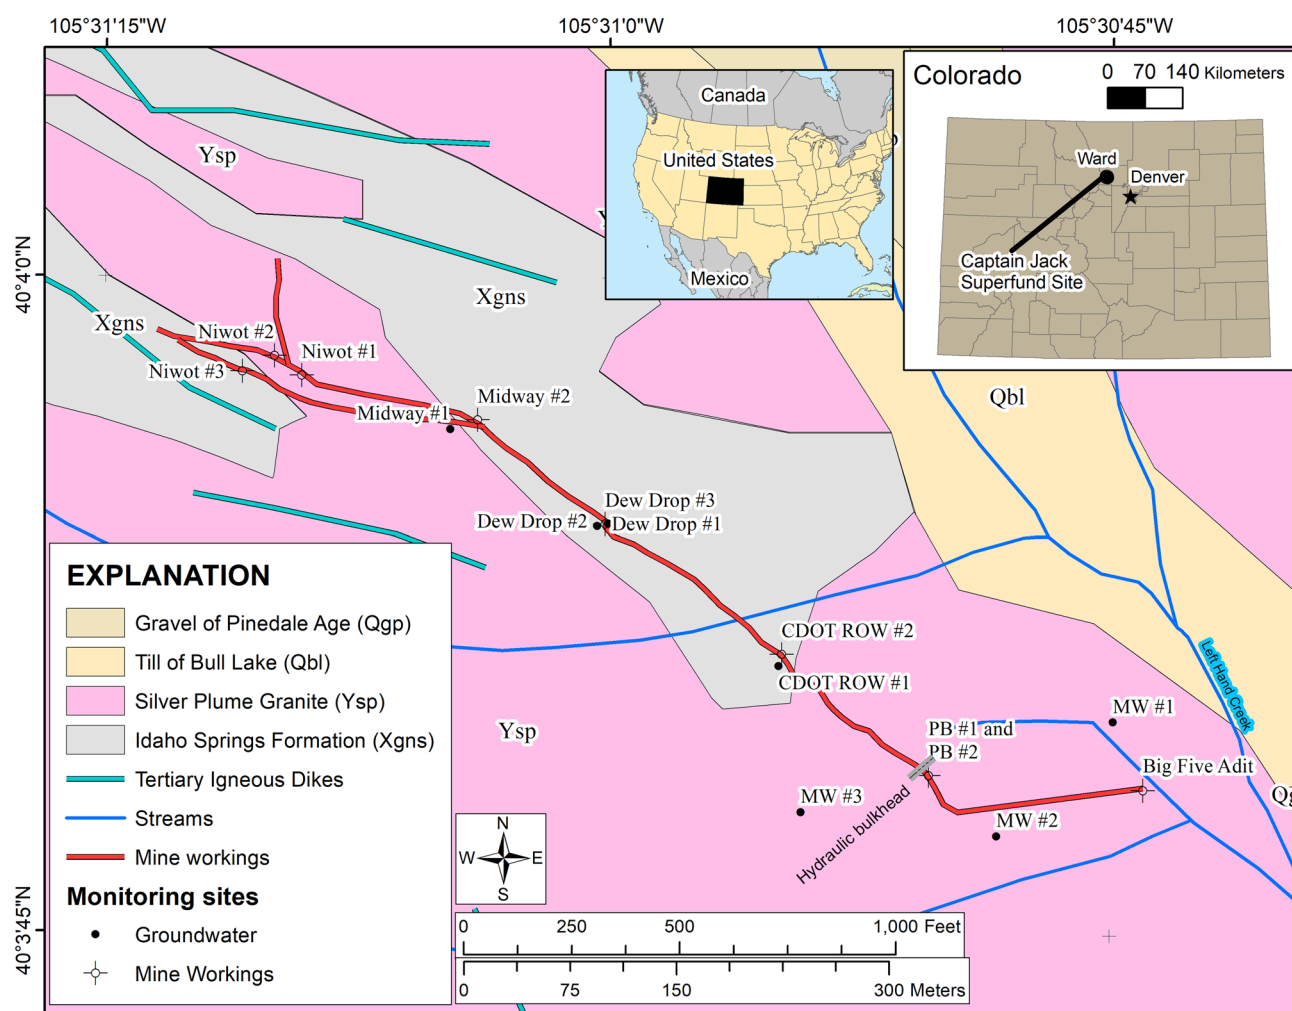 105°31'15"W
105°31'0"W
105°30'45"W
40°4'0"N
40°3'45"N
Colorado
0 70 140 Kilometers
Ward
Denver
Captain Jack
Superfund Site
Canada
United States
Mexico
Ysp
Xgns
Xgns
Qbl
Niwot #2
Niwot #1
Niwot #3
Midway #1
Midway #2
Dew Drop #3
Dew Drop #2
Dew Drop #1
CDOT ROW #2
CDOT ROW #1
Left Hand Creek
Ysp
PB #1 and
PB #2
MW #1
Big Five Adit
MW #3
MW #2
Hydraulic bulkhead
EXPLANATION
Gravel of Pinedale Age (Qgp)
Till of Bull Lake (Qbl)
Silver Plume Granite (Ysp)
Idaho Springs Formation (Xgns)
Tertiary Igneous Dikes
Streams
Mine workings
Monitoring sites
Groundwater
Mine Workings
N
W E
S
0 250 500 1,000 Feet
0 75 150 300 Meters